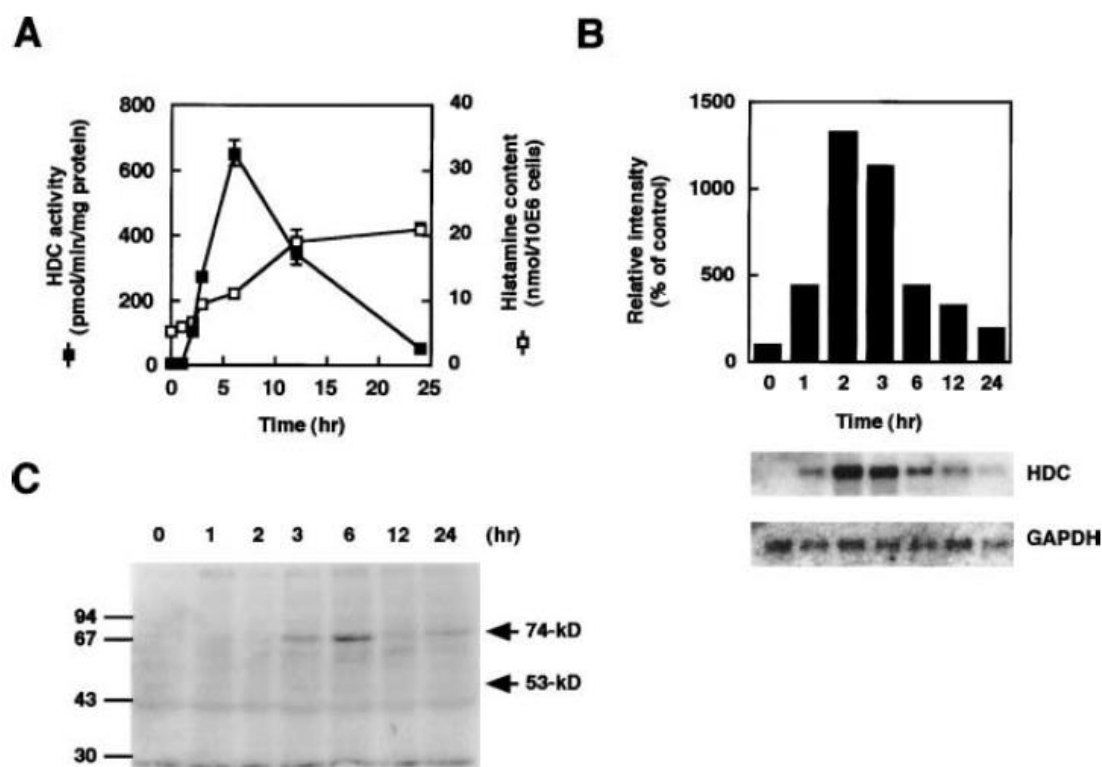 A
800
600
400
200
0
40
30
20
10
0
HDC activity
(pmol/min/mg protein)
Histamine content
(nmol/10E6 cells)
0 5 10 15 20 25
Time (hr)
B
1500
1000
500
0
Relative intensity
(% of control)
0 1 2 3 6 12 24
Time (hr)
HDC
GAPDH
C
0 1 2 3 6 12 24 (hr)
94
67
43
30
74-kD
53-kD